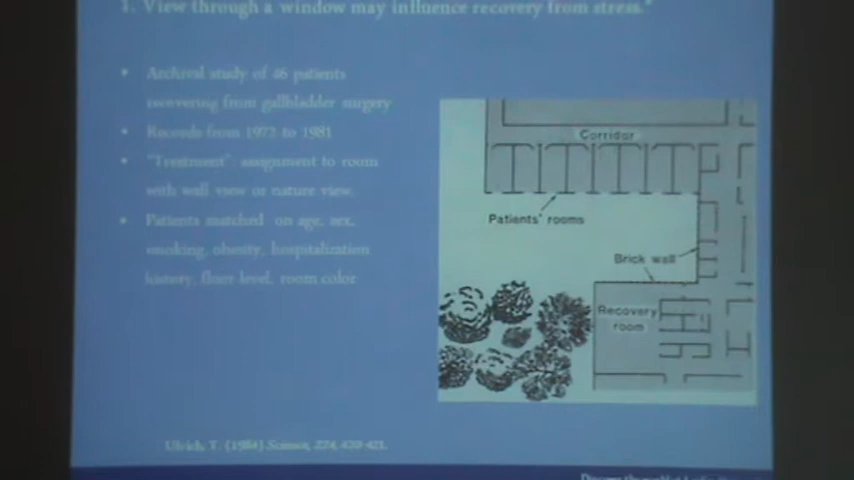 1. View through a window may influence recovery from stress."
• Archival study of 46 patients
recovering from gallbladder surgery
• Records from 1972 to 1981
• "Treatment" assignment to room
with wall view or nature view.
• Patients matched on age, sex,
smoking, obesity, hospitalization
history, floor level, room color
Corridor
Patients' rooms
Brick wall
Recovery
room
Ulrich, T. (1984) Science, 224, 420-421.